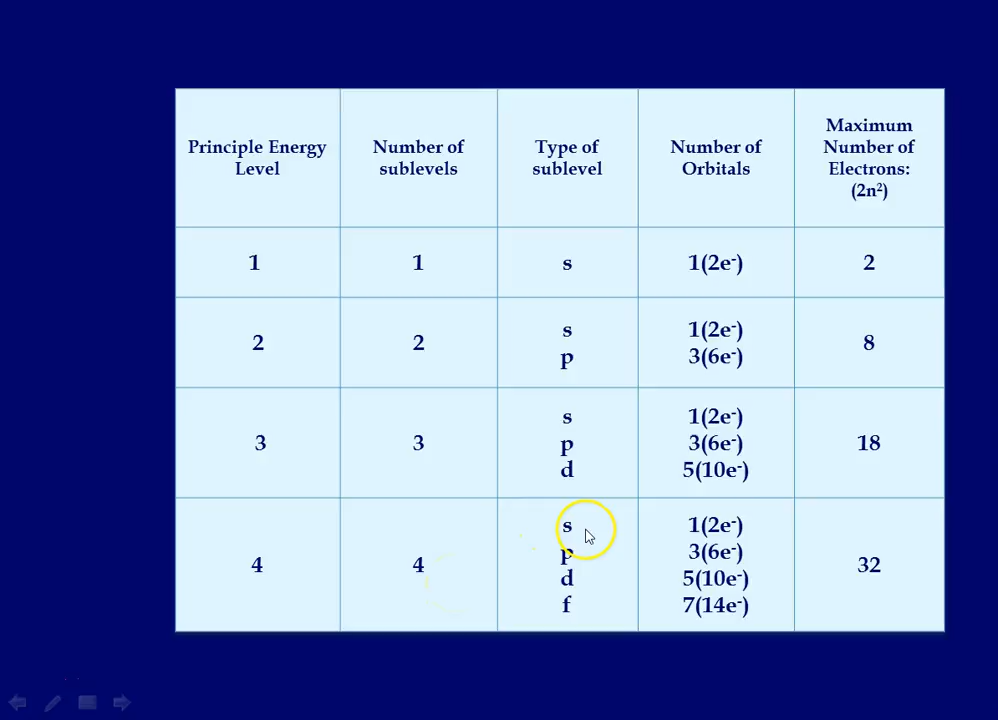 Principle Energy
Level
Number of
sublevels
Type of
sublevel
Number of
Orbitals
Maximum
Number of
Electrons:
(2n²)
1
1
s
1(2e⁻)
2
2
2
s
p
1(2e⁻)
3(6e⁻)
8
3
3
s
p
d
1(2e⁻)
3(6e⁻)
5(10e⁻)
18
4
4
s
p
d
f
1(2e⁻)
3(6e⁻)
5(10e⁻)
7(14e⁻)
32